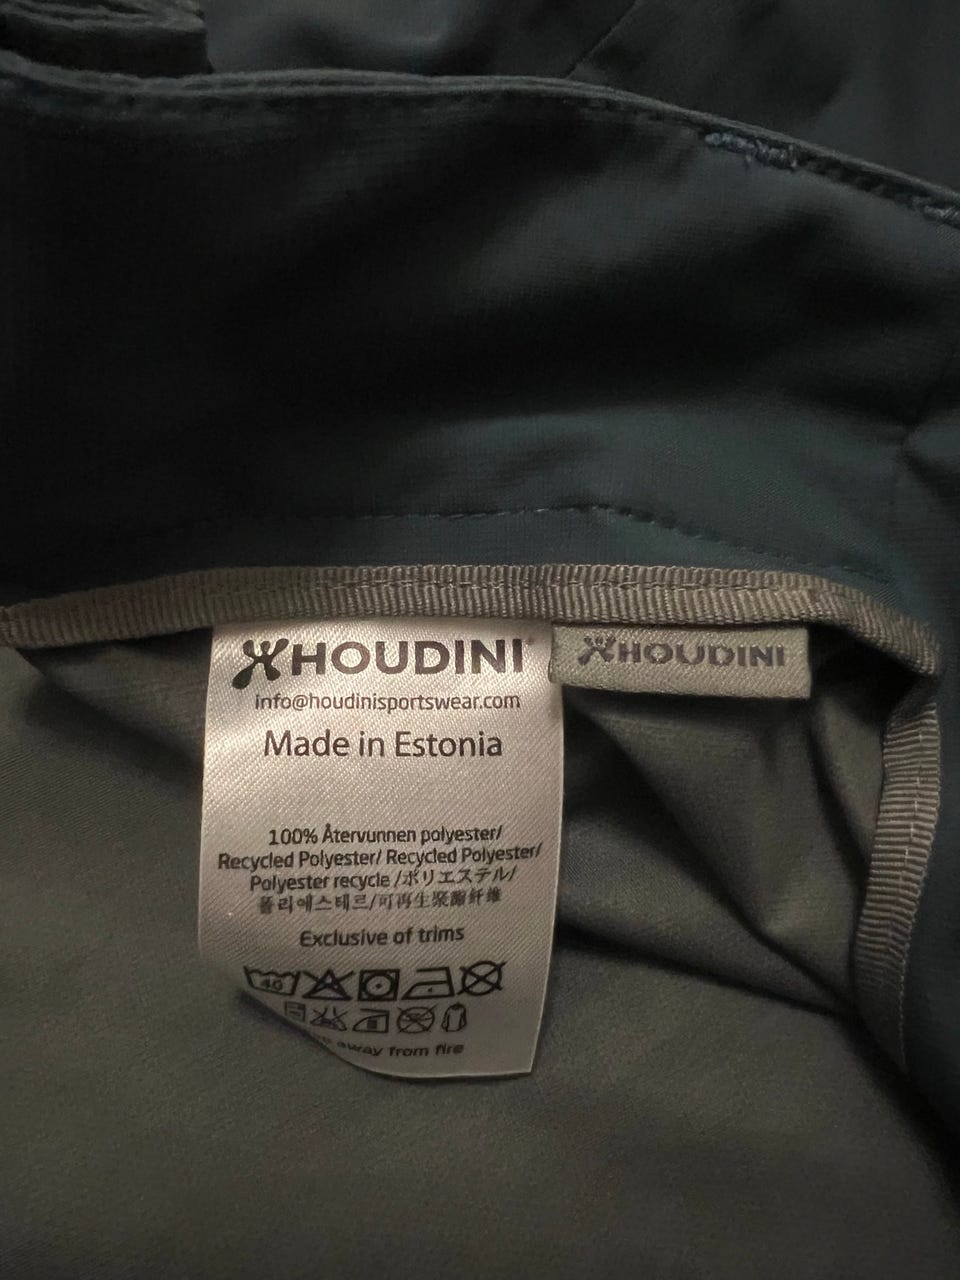 HOUDINI
HOUDINI
info@houdinisportswear.com
Made in Estonia
100% Återvunnen polyester/
Recycled Polyester/ Recycled Polyester/
Polyester recycle /ポリエステル/
폴리에스테르/可再生聚酯纤维
Exclusive of trims
40
away from fire